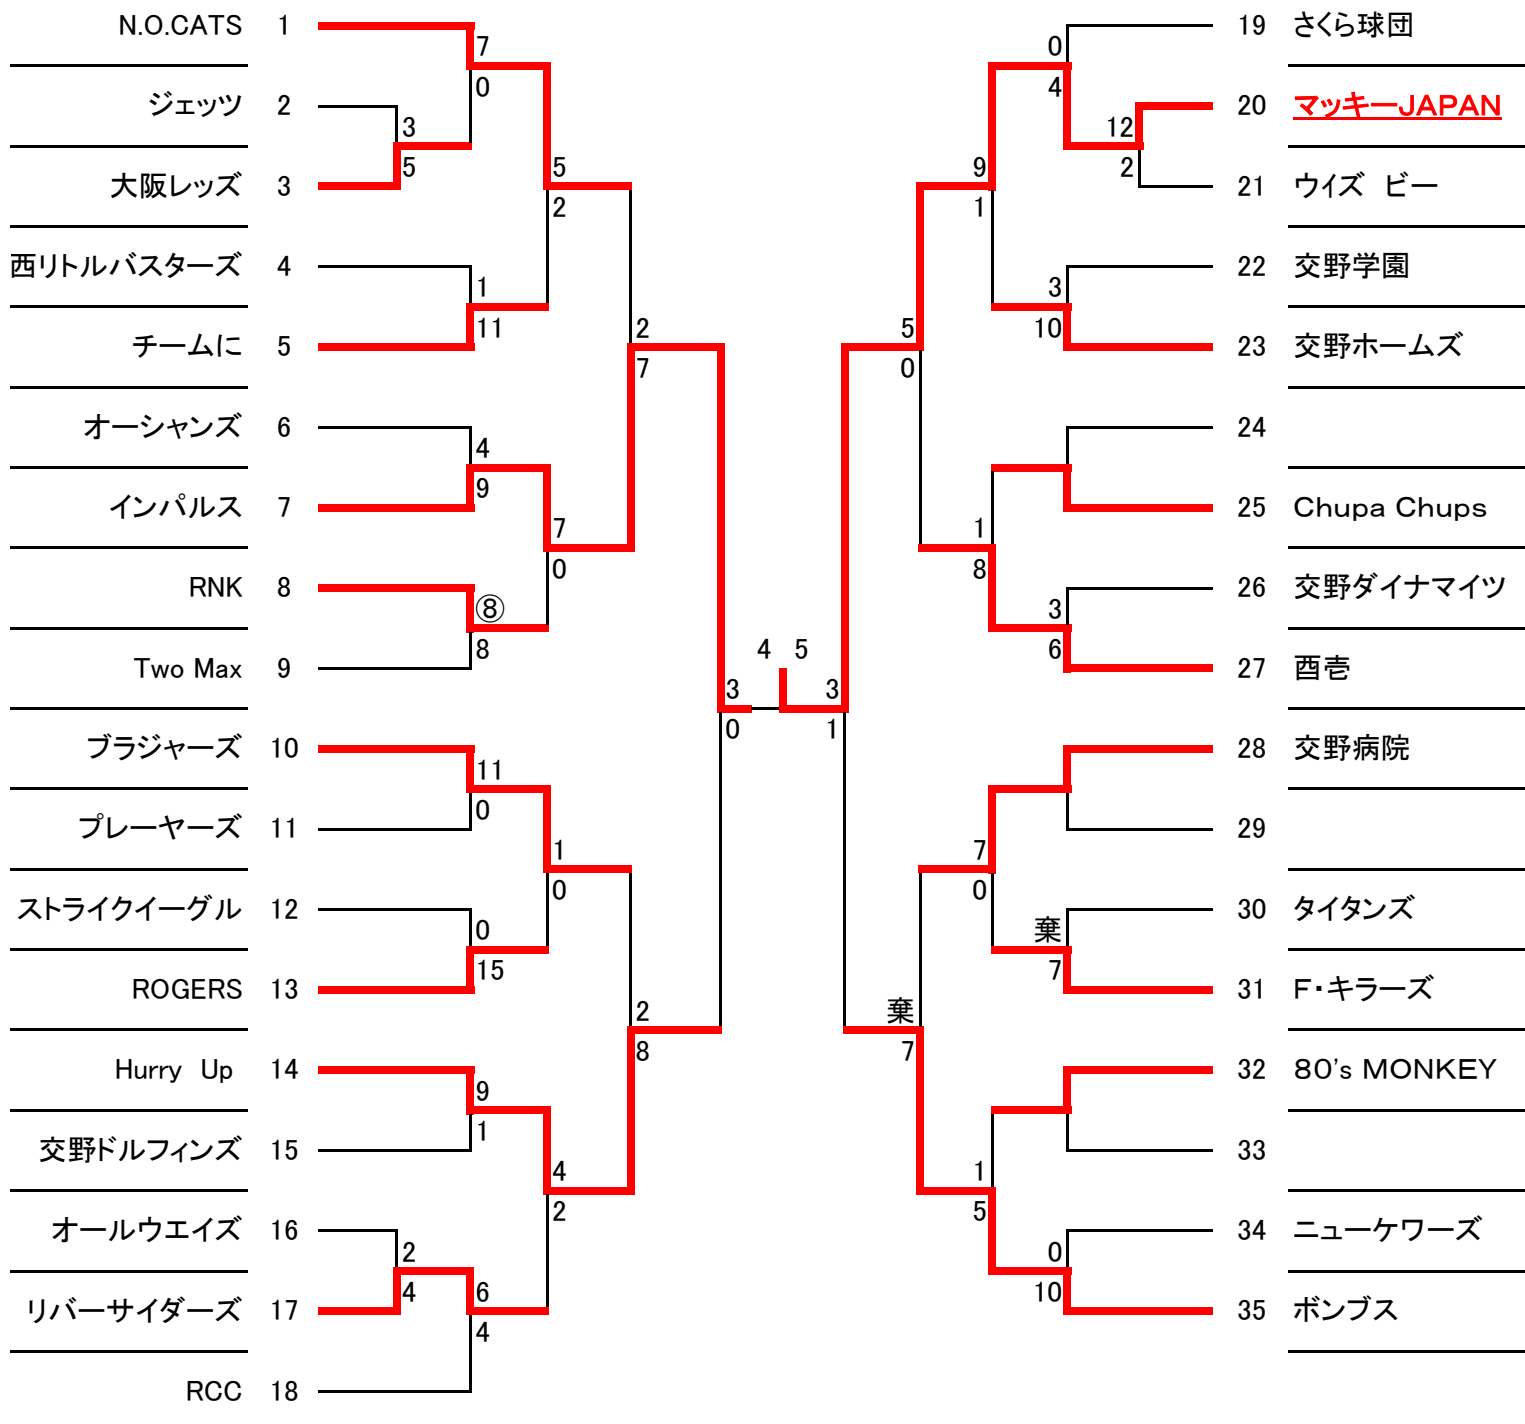 N.O.CATS 1
7
0
ジェッツ 2
3
5
大阪レッズ 3
5
2
西リトルバスターズ 4
1
11
チームに 5
2
7
オーシャンズ 6
4
9
インパルス 7
7
0
RNK 8
⑧
8
Two Max 9
3
0
ブラジャーズ 10
11
0
プレーヤーズ 11
1
0
ストライクイーグル 12
0
15
ROGERS 13
2
8
Hurry Up 14
9
1
交野ドルフィンズ 15
4
2
オールウエイズ 16
2
4
リバーサイダーズ 17
6
4
RCC 18
4 5
19 さくら球団
0
4
20 マッキーJAPAN
12
2
21 ウイズ ビー
9
1
22 交野学園
3
10
23 交野ホームズ
5
0
24
25 Chupa Chups
1
8
26 交野ダイナマイツ
3
6
27 酉壱
3
1
28 交野病院
29
7
0
30 タイタンズ
棄
7
31 F・キラーズ
棄
7
32 80's MONKEY
33
1
5
34 ニューケワーズ
0
10
35 ボンブス